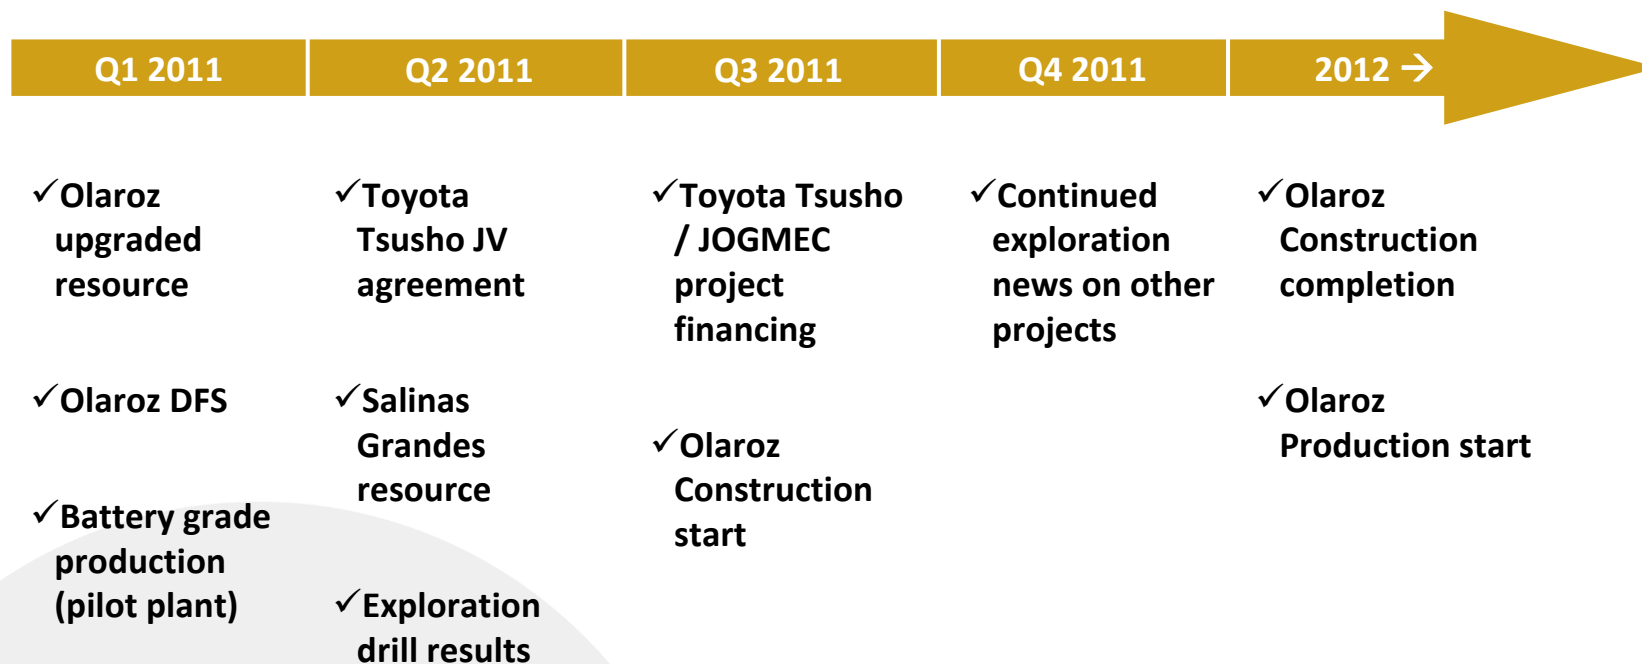 Q1 2011
Q2 2011
Q3 2011
Q4 2011
2012 →
✓Olaroz
upgraded
resource
✓Olaroz DFS
✓Battery grade
production
(pilot plant)
✓Toyota
Tsusho JV
agreement
✓Salinas
Grandes
resource
✓Exploration
drill results
✓Toyota Tsusho
/ JOGMEC
project
financing
✓Olaroz
Construction
start
✓Continued
exploration
news on other
projects
✓Olaroz
Construction
completion
✓Olaroz
Production start